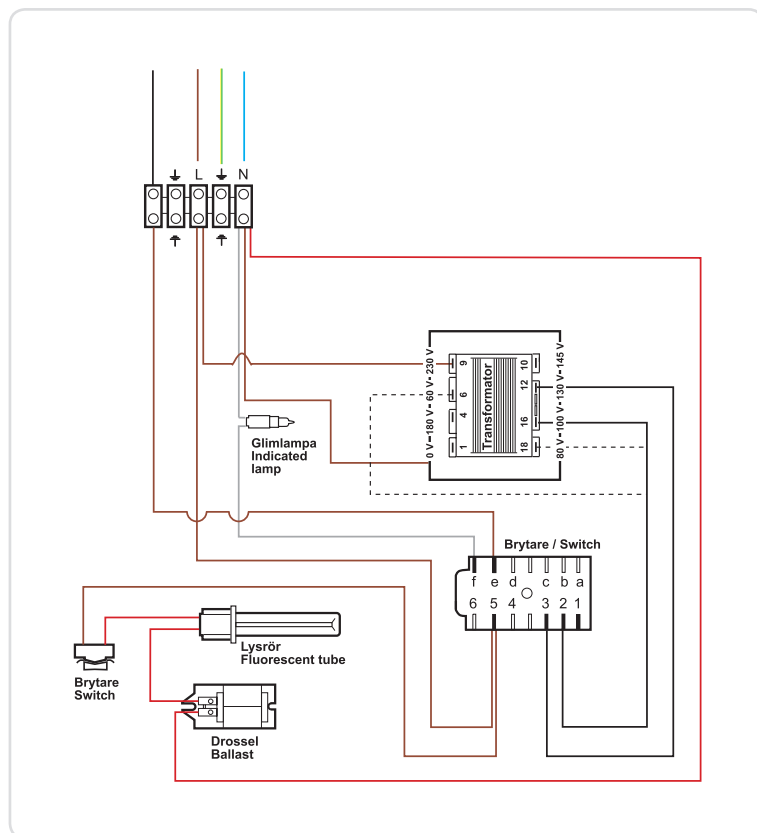 L N
0 V 180 V 60 V 230 V
9
6
4
1
Transformator
10
12
16
18
80 V 100 V 130 V 145 V
Glimlampa
Indicated
lamp
Brytare / Switch
f e d c b a
6 5 4 3 2 1
Lysrör
Fluorescent tube
Brytare
Switch
Drossel
Ballast